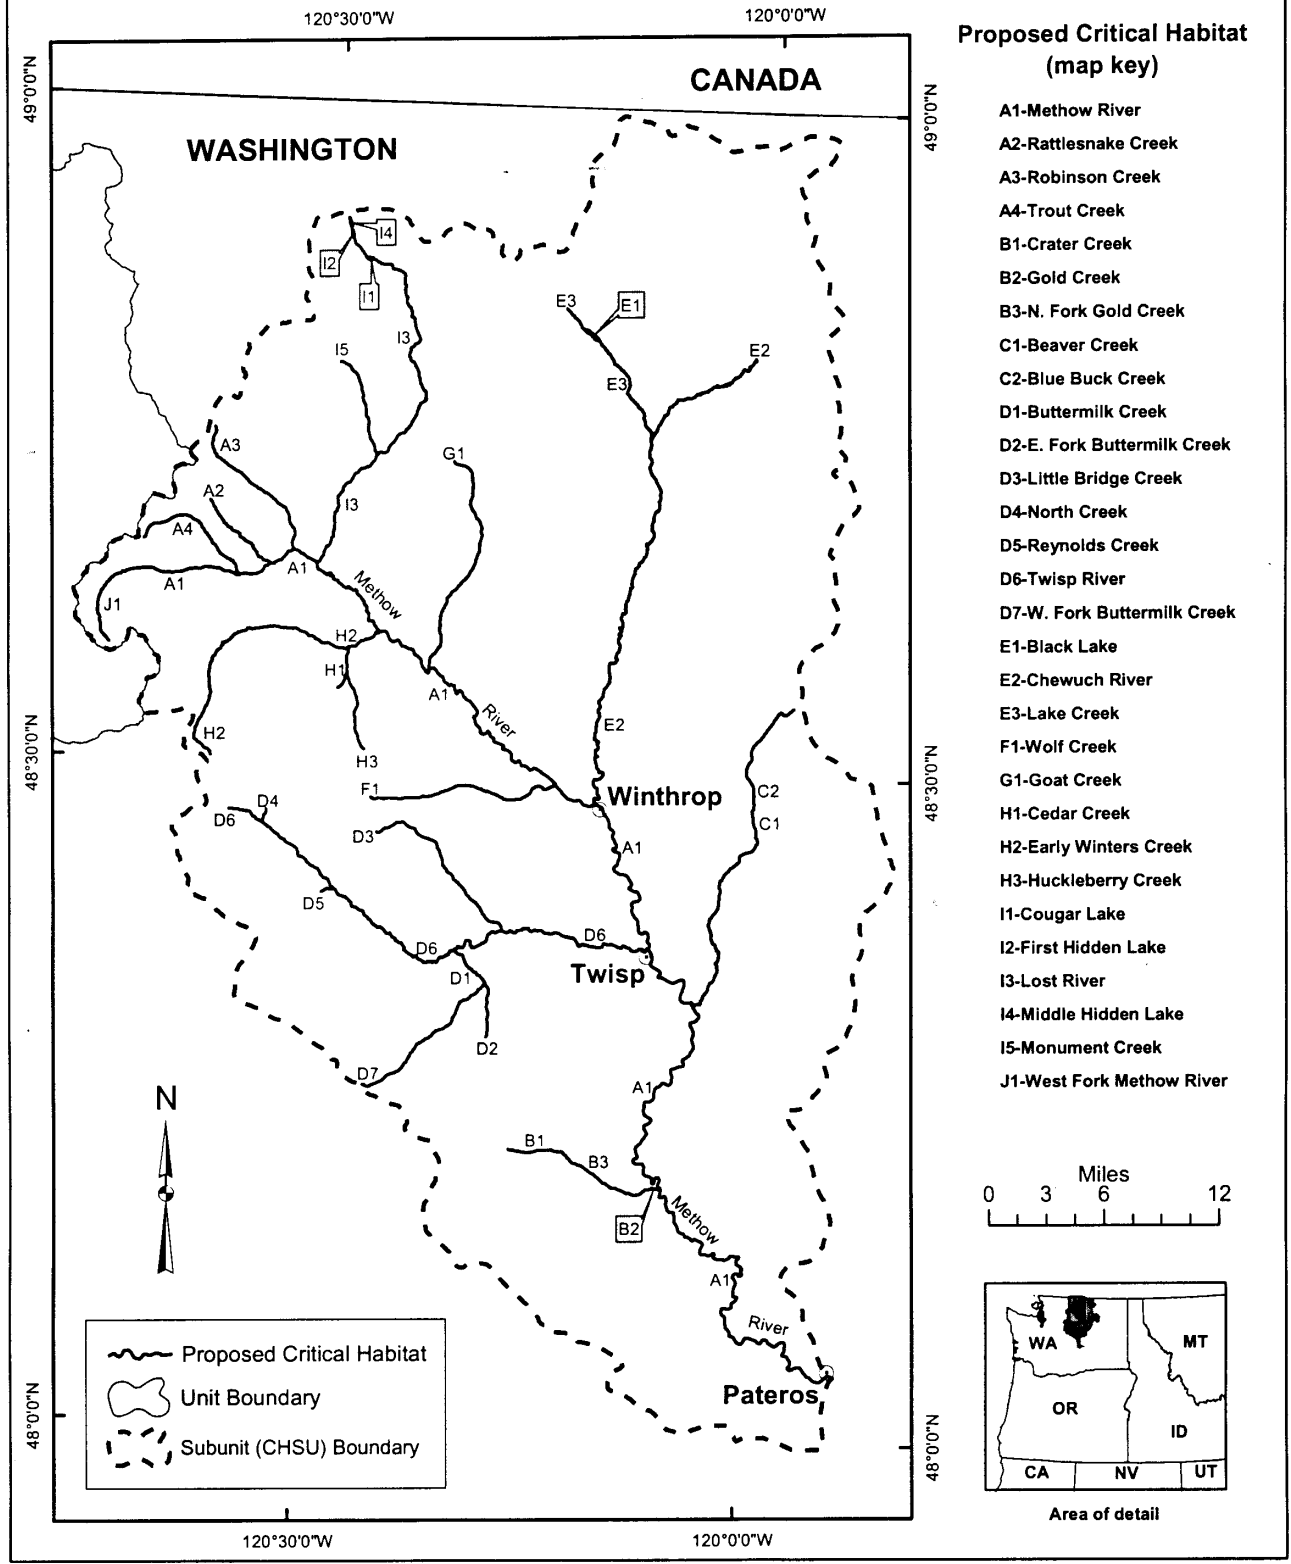 120°30'0"W
120°0'0"W
49°0'0"N
49°0'0"N
CANADA
WASHINGTON
I4
I2
I1
I3
I5
E3
E1
E2
E3
A3
A2
G1
I3
A4
A1
A1
J1
Methow
H2
H1
A1
River
H2
H3
E2
48°30'0"N
48°30'0"N
F1
Winthrop
C2
C1
D4
D6
D3
A1
D5
D6
D6
Twisp
D1
D2
D7
A1
N
B1
B3
B2
Methow
A1
River
Pateros
Proposed Critical Habitat
Unit Boundary
Subunit (CHSU) Boundary
48°0'0"N
48°0'0"N
120°30'0"W
120°0'0"W
Proposed Critical Habitat
(map key)
A1-Methow River
A2-Rattlesnake Creek
A3-Robinson Creek
A4-Trout Creek
B1-Crater Creek
B2-Gold Creek
B3-N. Fork Gold Creek
C1-Beaver Creek
C2-Blue Buck Creek
D1-Buttermilk Creek
D2-E. Fork Buttermilk Creek
D3-Little Bridge Creek
D4-North Creek
D5-Reynolds Creek
D6-Twisp River
D7-W. Fork Buttermilk Creek
E1-Black Lake
E2-Chewuch River
E3-Lake Creek
F1-Wolf Creek
G1-Goat Creek
H1-Cedar Creek
H2-Early Winters Creek
H3-Huckleberry Creek
I1-Cougar Lake
I2-First Hidden Lake
I3-Lost River
I4-Middle Hidden Lake
I5-Monument Creek
J1-West Fork Methow River
Miles
0 3 6 12
WA
MT
OR
ID
CA
NV
UT
Area of detail